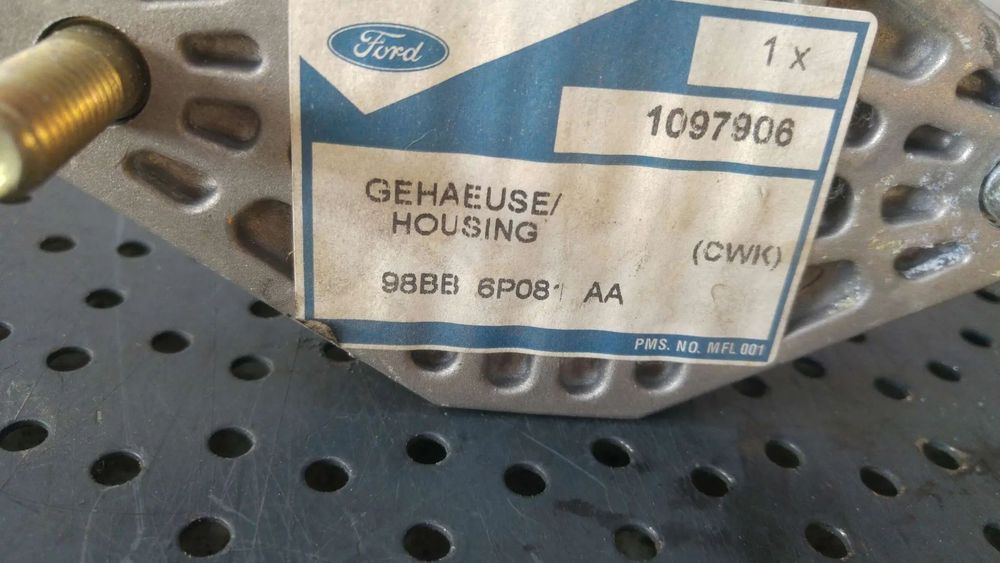 Ford
1 x
1097906
GEHAEUSE/
HOUSING
(CWK)
98BB 6P081 AA
PMS. NO. MFL 001